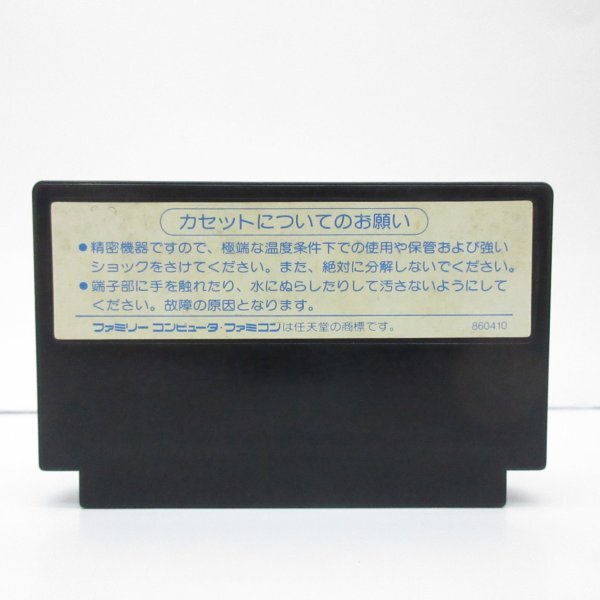 カセットについてのお願い
●精密機器ですので、極端な温度条件下での使用や保管および強い
ショックをさけてください。また、絶対に分解しないでください。
●端子部に手を触れたり、水にぬらしたりして汚さないようにして
ください。故障の原因となります。
ファミリーコンピュータ・ファミコンは任天堂の商標です。 860410